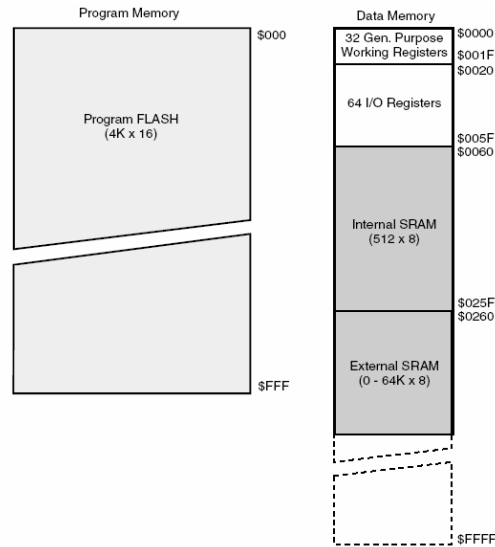 Program Memory
$000
Program FLASH
(4K x 16)
$FFF
Data Memory
32 Gen. Purpose
Working Registers
$0000
$001F
$0020
64 I/O Registers
$005F
$0060
Internal SRAM
(512 x 8)
$025F
$0260
External SRAM
(0 - 64K x 8)
$FFFF